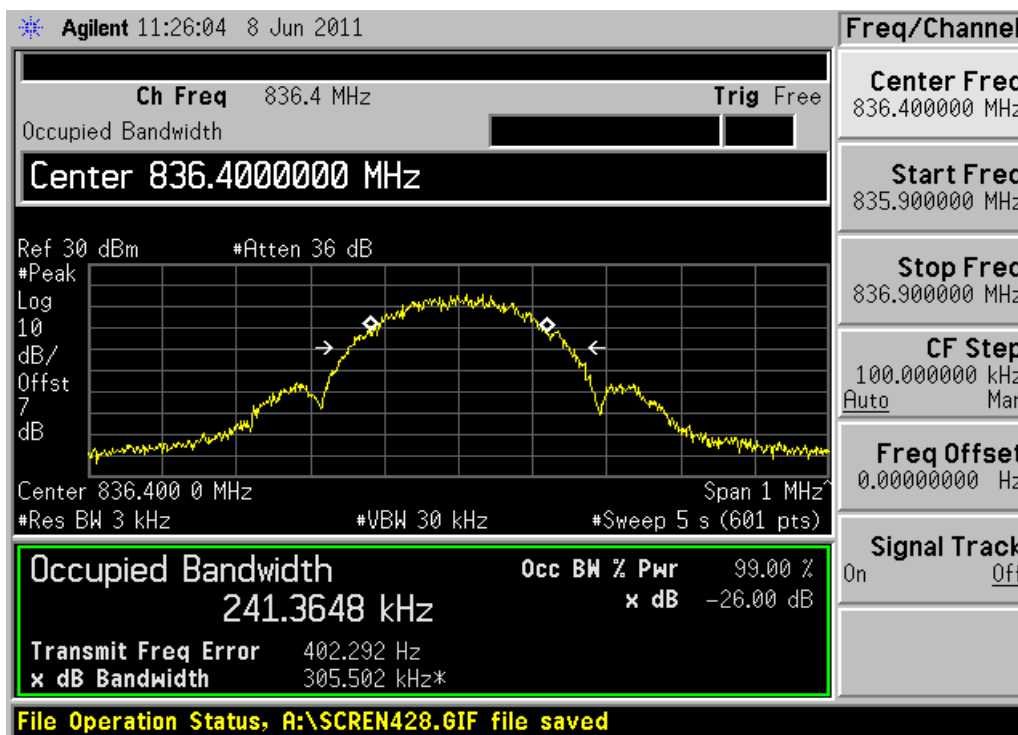 Agilent 11:26:04 8 Jun 2011
Freq/Channel
Ch Freq 836.4 MHz Trig Free
Occupied Bandwidth
Center 836.4000000 MHz
Ref 30 dBm #Atten 36 dB
#Peak
Log
10
dB/
Offst
7
dB
Center 836.400 0 MHz Span 1 MHz^
#Res BW 3 kHz #VBW 30 kHz #Sweep 5 s (601 pts)
Occupied Bandwidth Occ BW % Pwr 99.00 %
241.3648 kHz x dB -26.00 dB
Transmit Freq Error 402.292 Hz
x dB Bandwidth 305.502 kHz*
Center Freq
836.400000 MHz
Start Freq
835.900000 MHz
Stop Freq
836.900000 MHz
CF Step
100.000000 kHz
Auto Man
Freq Offset
0.00000000 Hz
Signal Track
On Off
File Operation Status, A:\SCREN428.GIF file saved